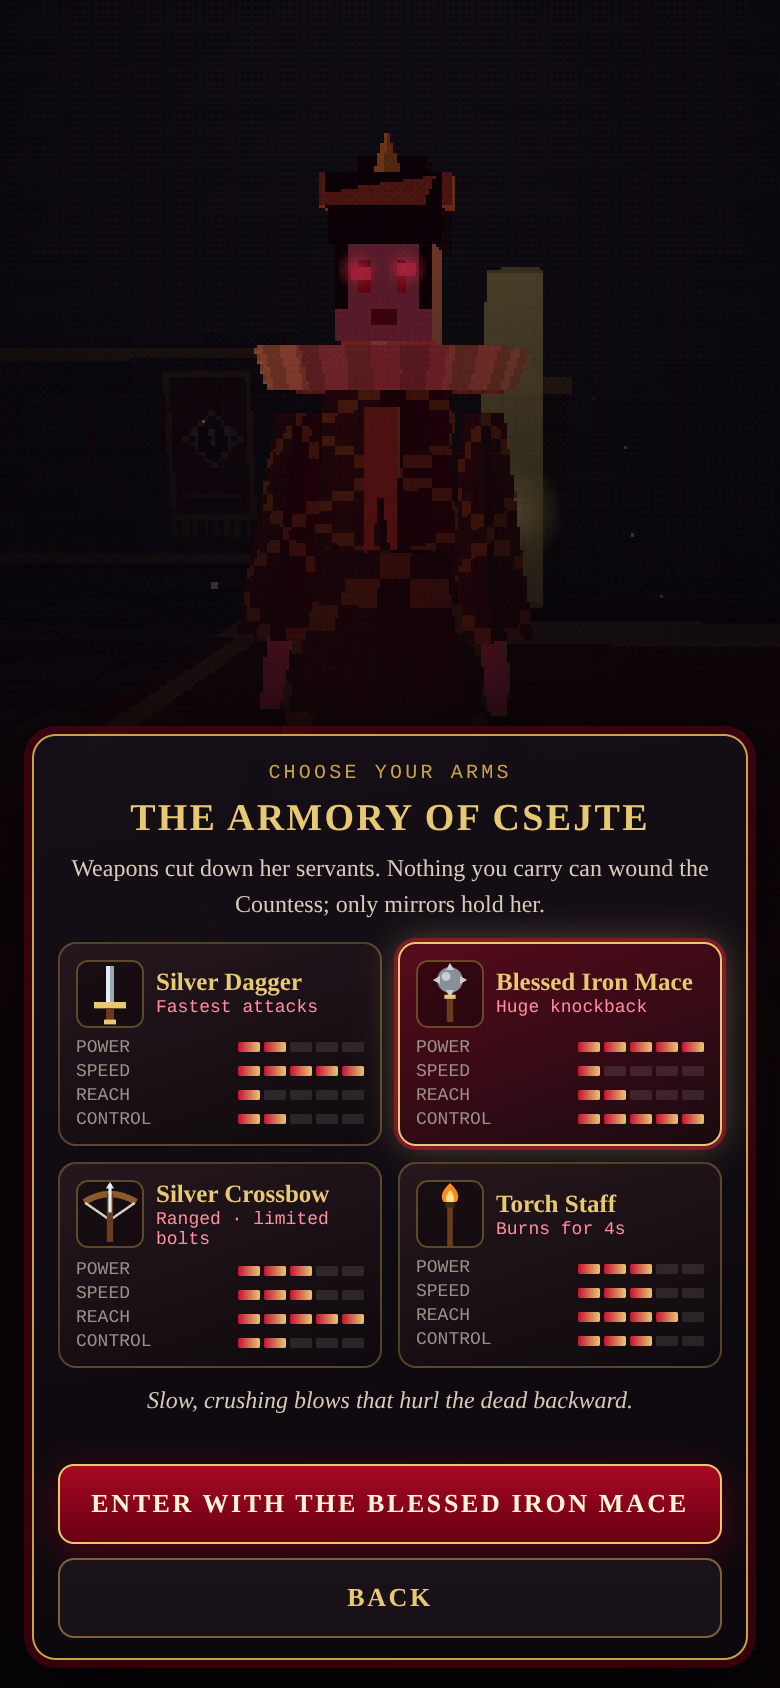 CHOOSE YOUR ARMS
THE ARMORY OF CSEJTE
Weapons cut down her servants. Nothing you carry can wound the
Countess; only mirrors hold her.
Silver Dagger
Fastest attacks
POWER
SPEED
REACH
CONTROL
Blessed Iron Mace
Huge knockback
POWER
SPEED
REACH
CONTROL
Silver Crossbow
Ranged · limited
bolts
POWER
SPEED
REACH
CONTROL
Torch Staff
Burns for 4s
POWER
SPEED
REACH
CONTROL
Slow, crushing blows that hurl the dead backward.
ENTER WITH THE BLESSED IRON MACE
BACK